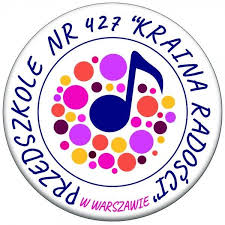 PRZEDSZKOLE NR 427 "KRAINA RADOŚCI"
W WARSZAWIE